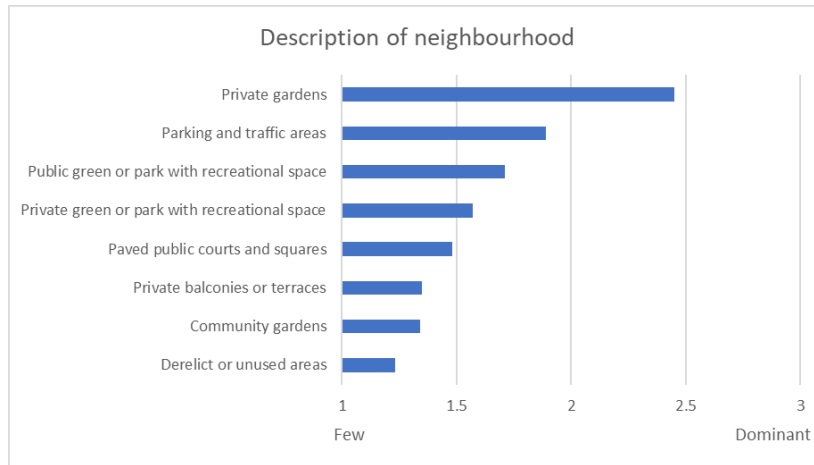 Description of neighbourhood
Private gardens
Parking and traffic areas
Public green or park with recreational space
Private green or park with recreational space
Paved public courts and squares
Private balconies or terraces
Community gardens
Derelict or unused areas
1 1.5 2 2.5 3
Few Dominant